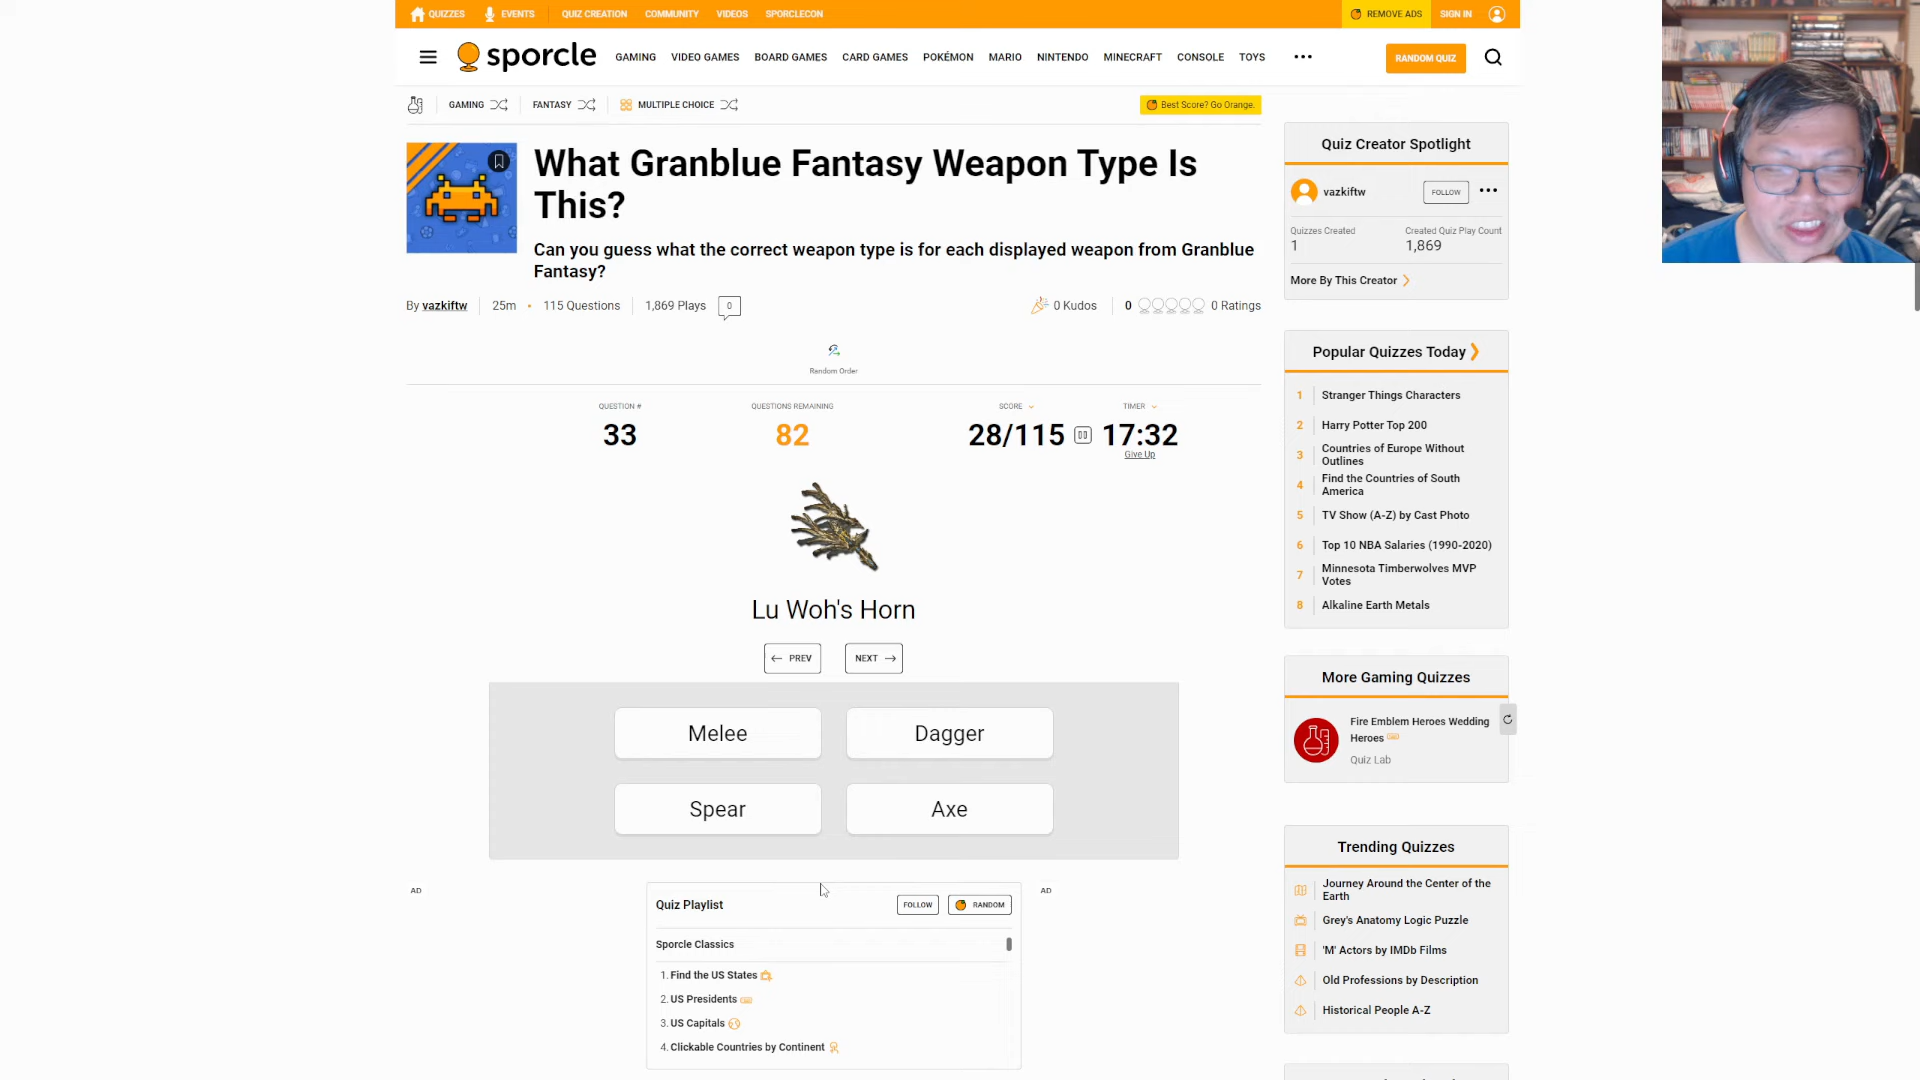 QUIZZES EVENTS QUIZ CREATION COMMUNITY VIDEOS SPORCLECON REMOVE ADS SIGN IN
sporcle GAMING VIDEO GAMES BOARD GAMES CARD GAMES POKÉMON MARIO NINTENDO MINECRAFT CONSOLE TOYS ••• RANDOM QUIZ
GAMING FANTASY MULTIPLE CHOICE Best Score? Go Orange.
What Granblue Fantasy Weapon Type Is
This?
Can you guess what the correct weapon type is for each displayed weapon from Granblue
Fantasy?
By vazkiftw 25m • 115 Questions 1,869 Plays 0 0 Kudos 0 0 Ratings
Random Order
QUESTION # QUESTIONS REMAINING SCORE TIMER
33 82 28/115 17:32
Give Up
Lu Woh's Horn
← PREV NEXT →
Melee Dagger
Spear Axe
AD AD
Quiz Playlist FOLLOW RANDOM
Sporcle Classics
1. Find the US States
2. US Presidents
3. US Capitals
4. Clickable Countries by Continent
Quiz Creator Spotlight
vazkiftw FOLLOW •••
Quizzes Created Created Quiz Play Count
1 1,869
More By This Creator
Popular Quizzes Today
1 Stranger Things Characters
2 Harry Potter Top 200
3 Countries of Europe Without
Outlines
4 Find the Countries of South
America
5 TV Show (A-Z) by Cast Photo
6 Top 10 NBA Salaries (1990-2020)
7 Minnesota Timberwolves MVP
Votes
8 Alkaline Earth Metals
More Gaming Quizzes
Fire Emblem Heroes Wedding
Heroes
Quiz Lab
Trending Quizzes
Journey Around the Center of the
Earth
Grey's Anatomy Logic Puzzle
'M' Actors by IMDb Films
Old Professions by Description
Historical People A-Z